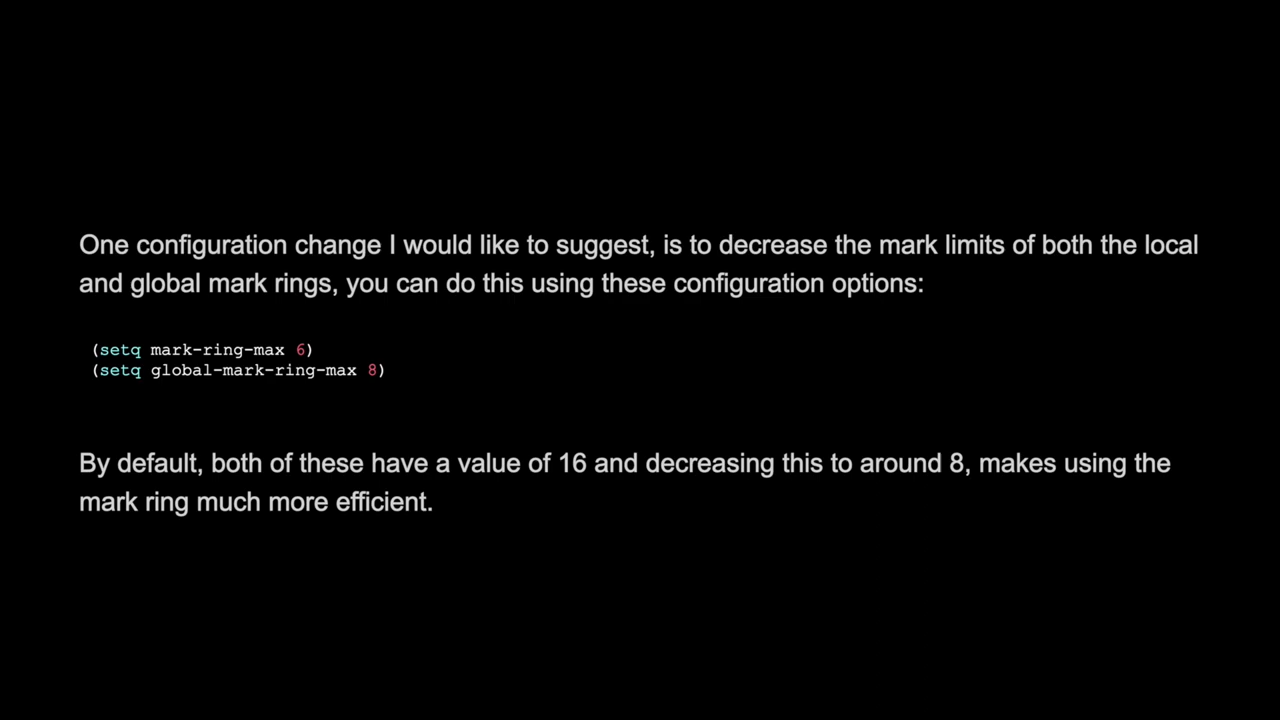 One configuration change I would like to suggest, is to decrease the mark limits of both the local
and global mark rings, you can do this using these configuration options:
(setq mark-ring-max 6)
(setq global-mark-ring-max 8)
By default, both of these have a value of 16 and decreasing this to around 8, makes using the
mark ring much more efficient.